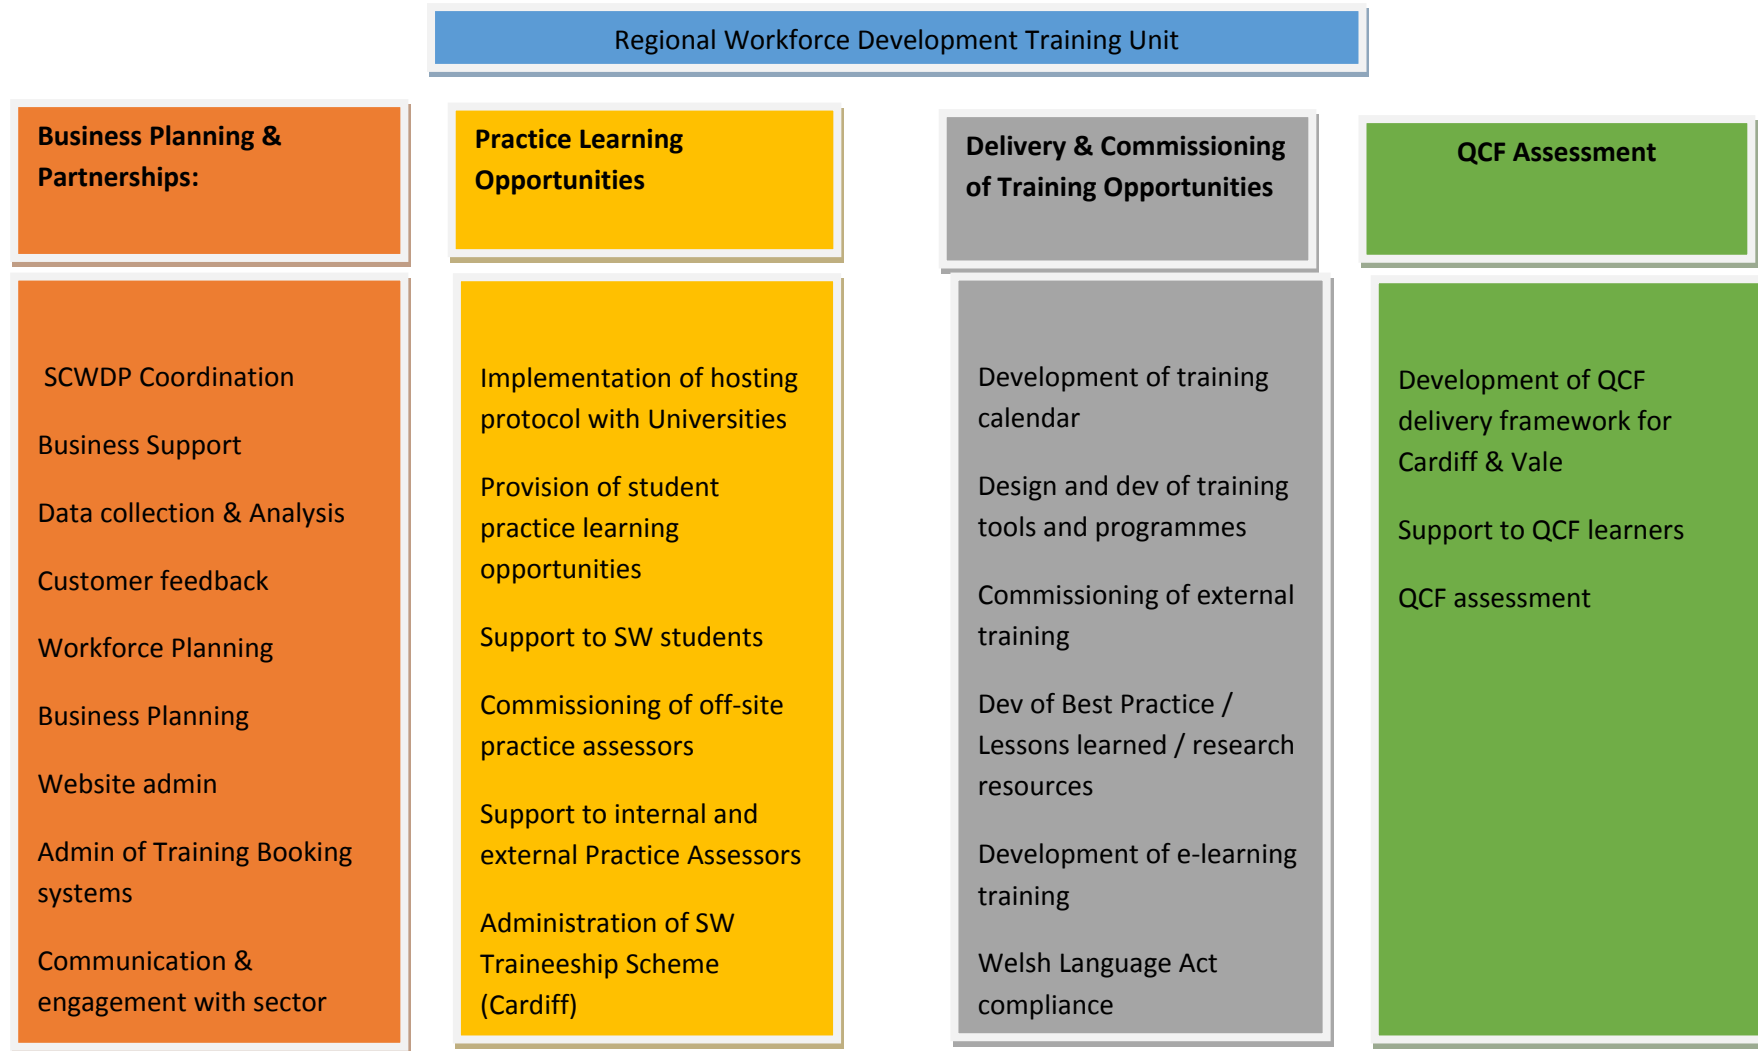 Regional Workforce Development Training Unit
Business Planning &
Partnerships:
SCWDP Coordination
Business Support
Data collection & Analysis
Customer feedback
Workforce Planning
Business Planning
Website admin
Admin of Training Booking
systems
Communication &
engagement with sector
Practice Learning
Opportunities
Implementation of hosting
protocol with Universities
Provision of student
practice learning
opportunities
Support to SW students
Commissioning of off-site
practice assessors
Support to internal and
external Practice Assessors
Administration of SW
Traineeship Scheme
(Cardiff)
Delivery & Commissioning
of Training Opportunities
Development of training
calendar
Design and dev of training
tools and programmes
Commissioning of external
training
Dev of Best Practice /
Lessons learned / research
resources
Development of e-learning
training
Welsh Language Act
compliance
QCF Assessment
Development of QCF
delivery framework for
Cardiff & Vale
Support to QCF learners
QCF assessment